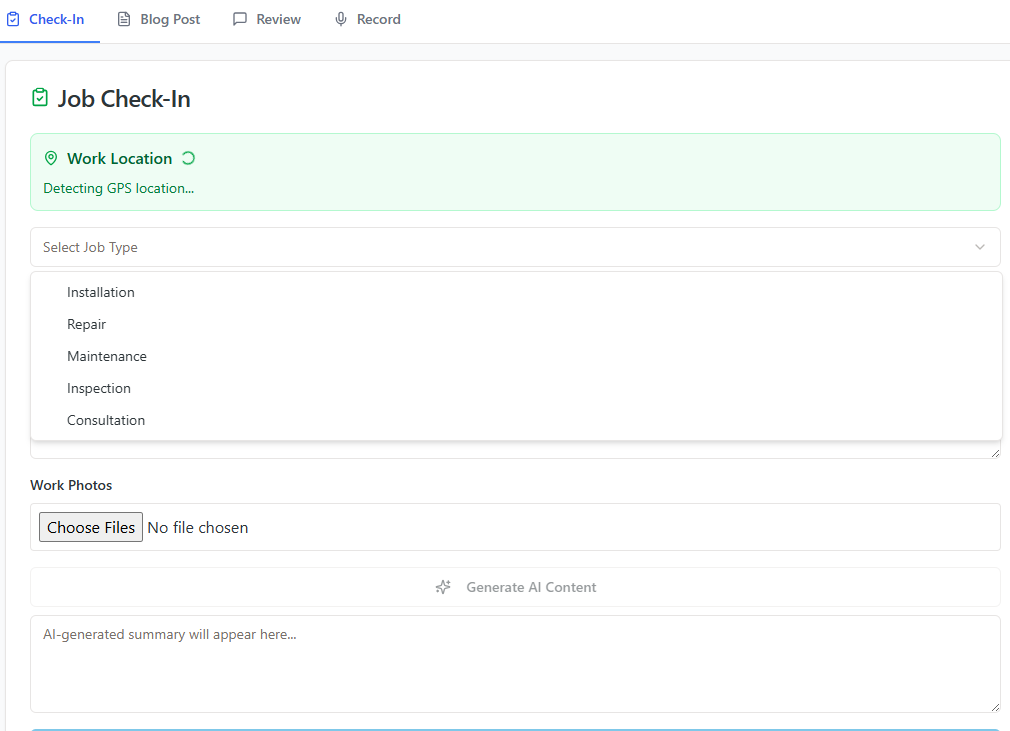 Check-In Blog Post Review Record
Job Check-In
Work Location
Detecting GPS location...
Select Job Type
Installation
Repair
Maintenance
Inspection
Consultation
Work Photos
Choose Files No file chosen
Generate AI Content
AI-generated summary will appear here...